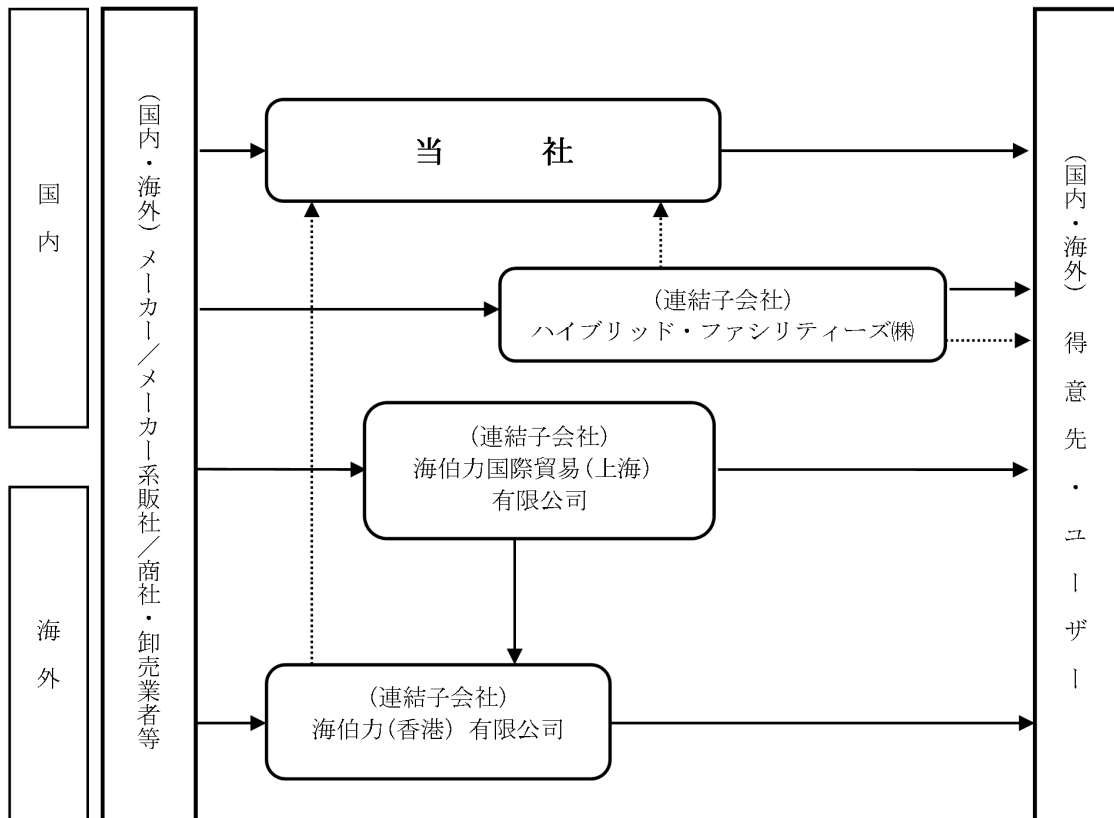 国内
海外
(国内・海外)メーカー／メーカー系販社／商社・卸売業者等
当　　社
(連結子会社)
ハイブリッド・ファシリティーズ㈱
(連結子会社)
海伯力国際貿易(上海)
有限公司
(連結子会社)
海伯力(香港) 有限公司
(国内・海外) 得意先・ユーザー